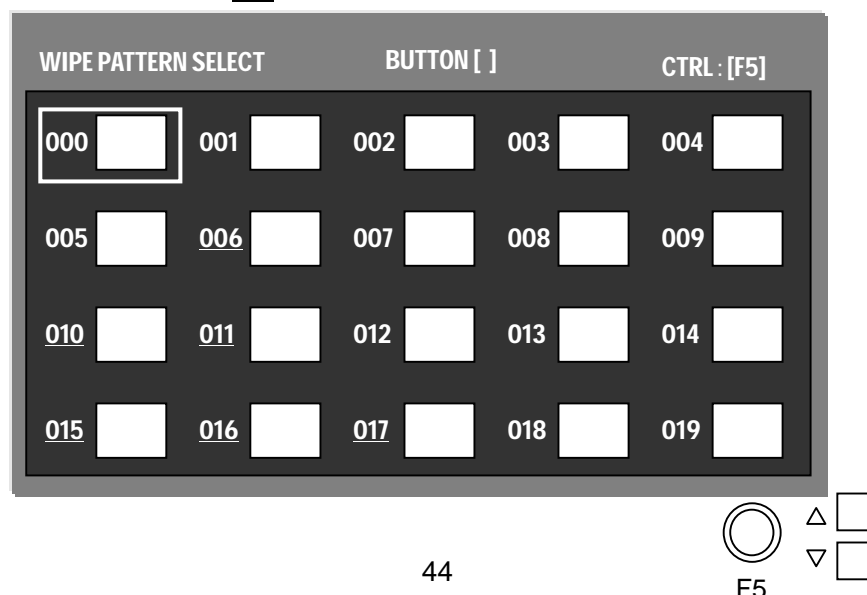 WIPE PATTERN SELECT BUTTON [ ] CTRL : [F5]
000 001 002 003 004
005 006 007 008 009
010 011 012 013 014
015 016 017 018 019
△
▽
44
F5